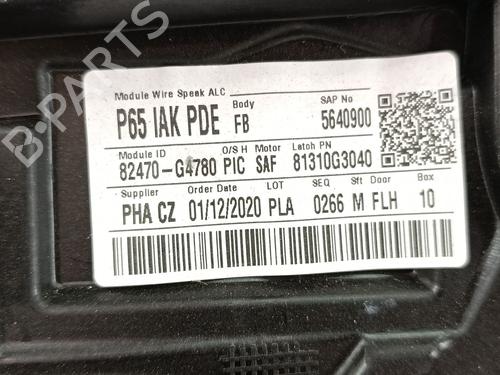 Module Wire Speak ALC
Body
SAP No
P65 IAK PDE FB 5640900
Module ID O/S H Motor Latch PN
82470-G4780 PIC SAF 81310G3040
Supplier Order Date LOT SEQ Sft Door Box
PHA CZ 01/12/2020 PLA 0266 M FLH 10
B-PARTS